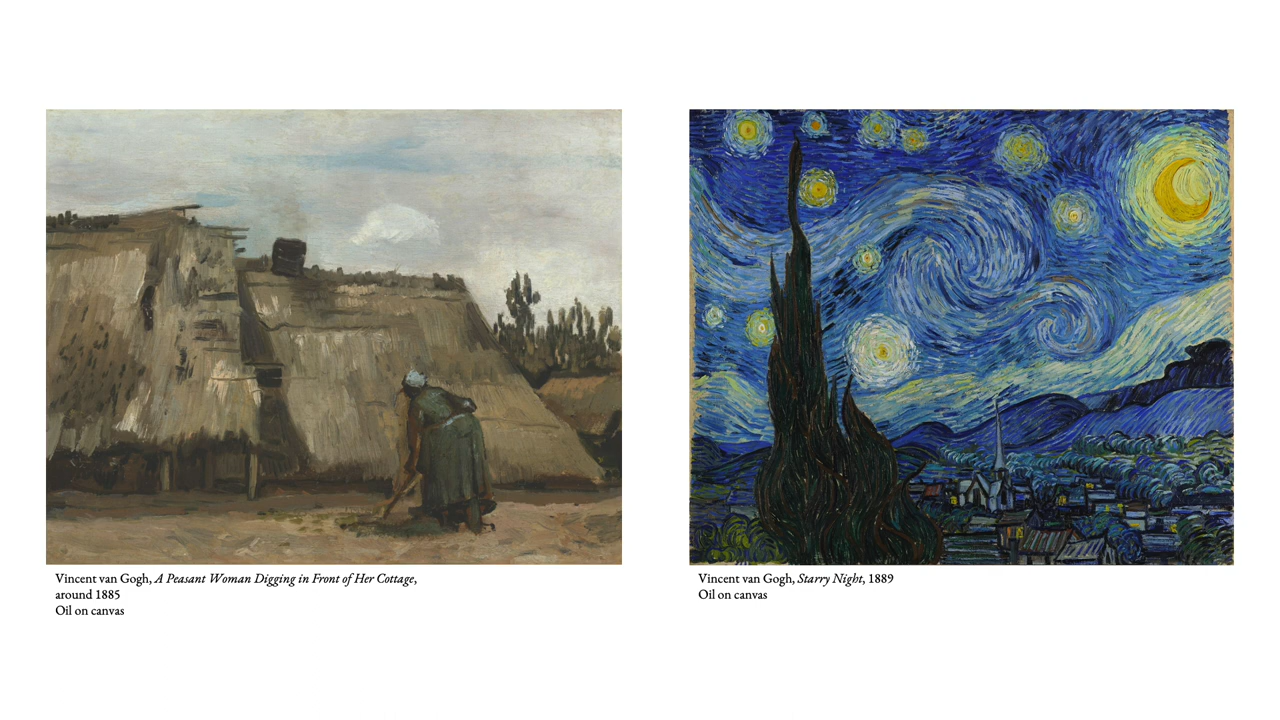 Vincent van Gogh, A Peasant Woman Digging in Front of Her Cottage,
around 1885
Oil on canvas
Vincent van Gogh, Starry Night, 1889
Oil on canvas